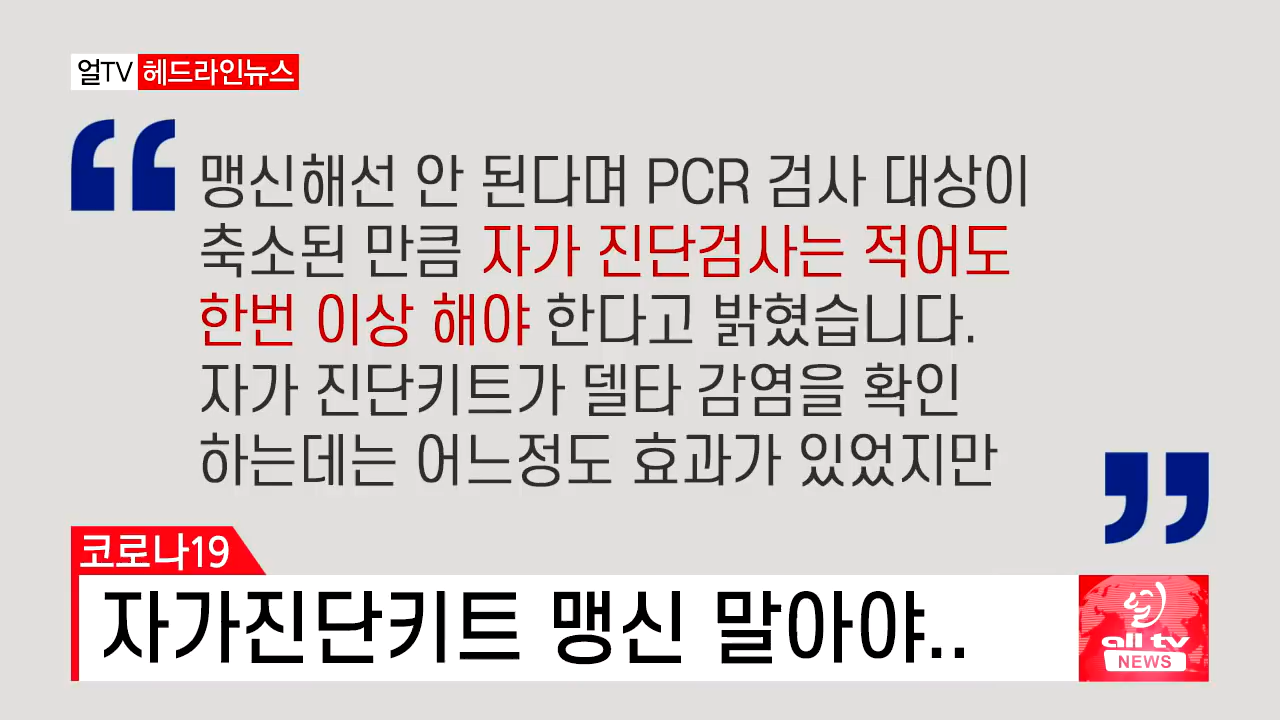 얼TV 헤드라인뉴스
맹신해선 안 된다며 PCR 검사 대상이
축소된 만큼 자가 진단검사는 적어도
한번 이상 해야 한다고 밝혔습니다.
자가 진단키트가 델타 감염을 확인
하는데는 어느정도 효과가 있었지만
코로나19
자가진단키트 맹신 말아야..
all tv
NEWS